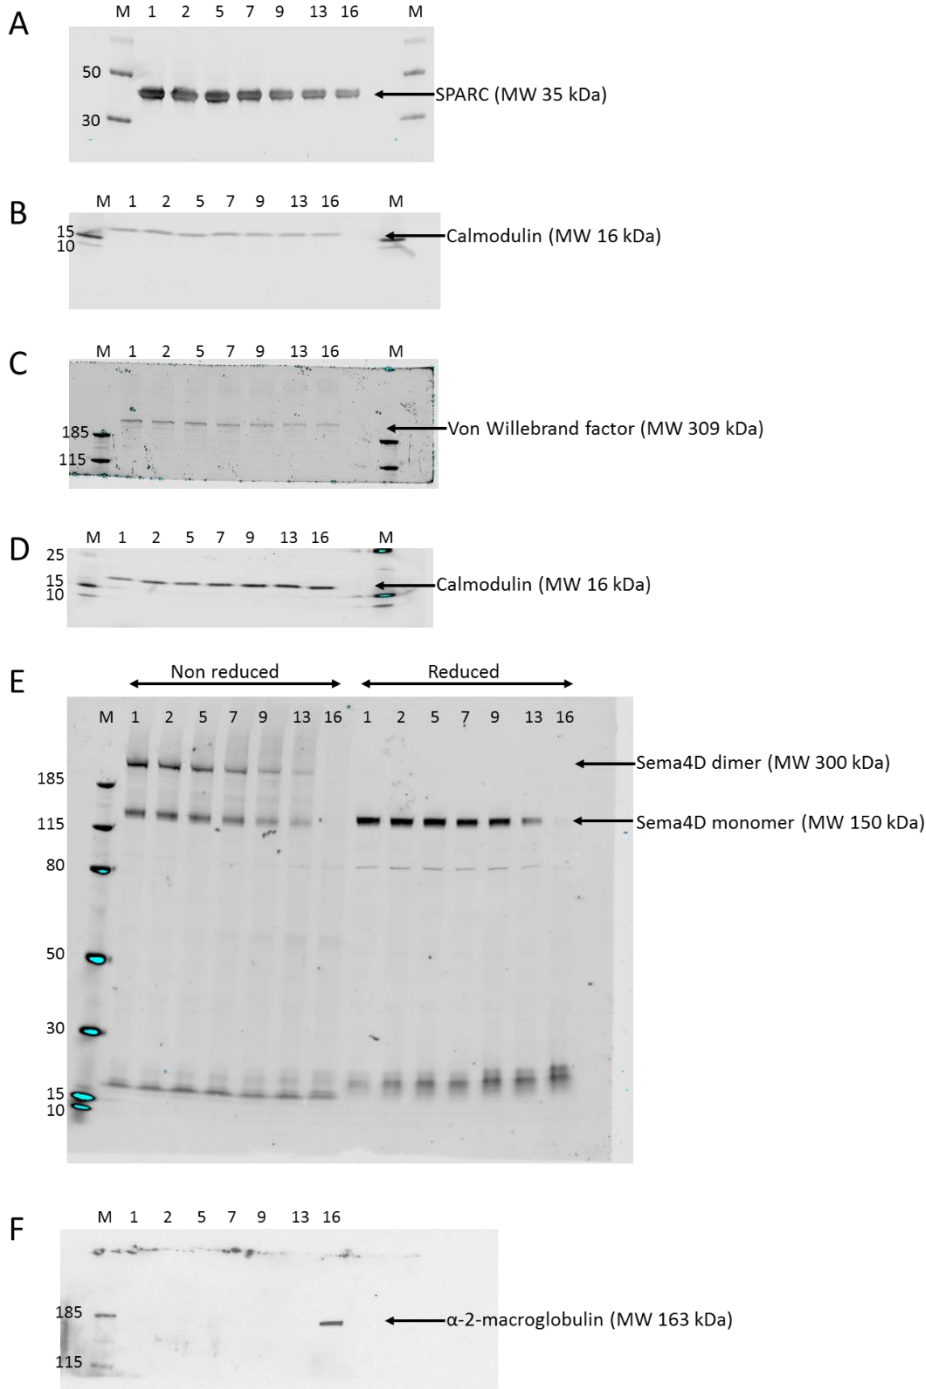 A
M 1 2 5 7 9 13 16 M
50
SPARC (MW 35 kDa)
30
B
M 1 2 5 7 9 13 16 M
15
Calmodulin (MW 16 kDa)
10
C
M 1 2 5 7 9 13 16 M
185
Von Willebrand factor (MW 309 kDa)
115
D
M 1 2 5 7 9 13 16 M
25
15
Calmodulin (MW 16 kDa)
10
E
Non reduced Reduced
M 1 2 5 7 9 13 16 1 2 5 7 9 13 16
Sema4D dimer (MW 300 kDa)
185
115
Sema4D monomer (MW 150 kDa)
80
50
30
15
10
F
M 1 2 5 7 9 13 16
185
α-2-macroglobulin (MW 163 kDa)
115